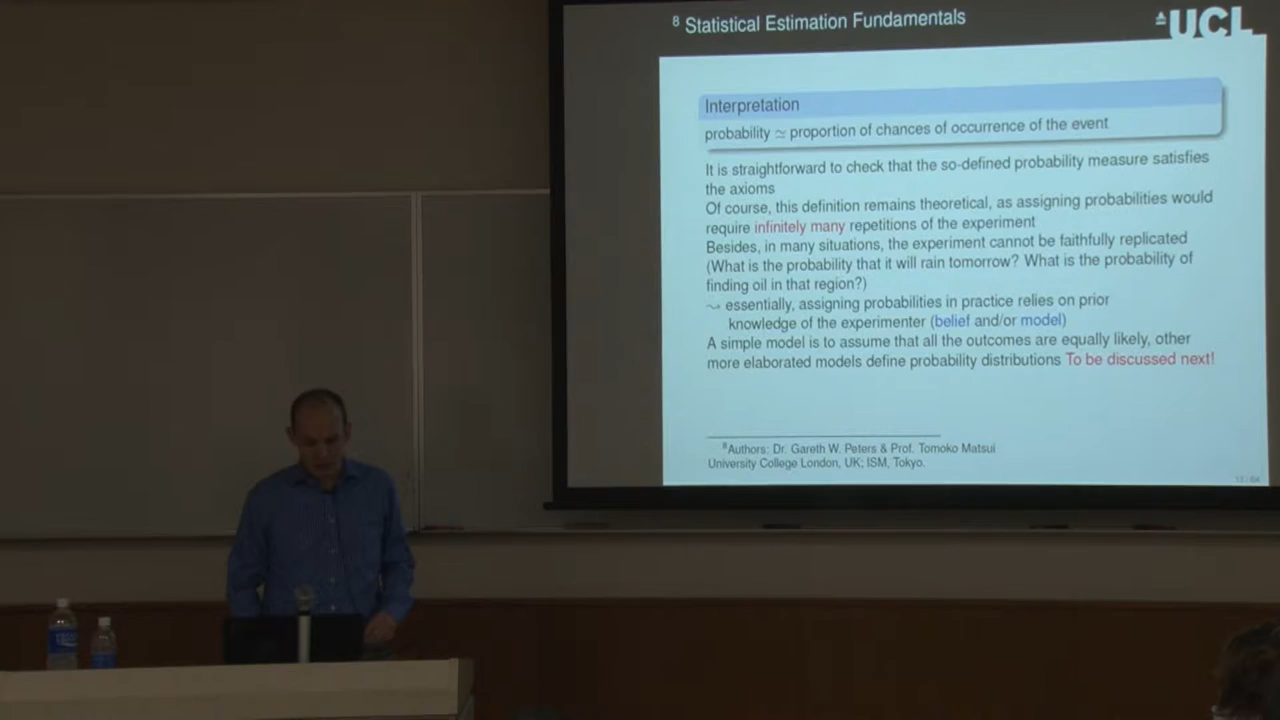 8 Statistical Estimation Fundamentals
UCL
Interpretation
probability ≃ proportion of chances of occurrence of the event
It is straightforward to check that the so-defined probability measure satisfies
the axioms
Of course, this definition remains theoretical, as assigning probabilities would
require infinitely many repetitions of the experiment
Besides, in many situations, the experiment cannot be faithfully replicated
(What is the probability that it will rain tomorrow? What is the probability of
finding oil in that region?)
⤳ essentially, assigning probabilities in practice relies on prior
knowledge of the experimenter (belief and/or model)
A simple model is to assume that all the outcomes are equally likely, other
more elaborated models define probability distributions To be discussed next!
8Authors: Dr. Gareth W. Peters & Prof. Tomoko Matsui
University College London, UK; ISM, Tokyo.